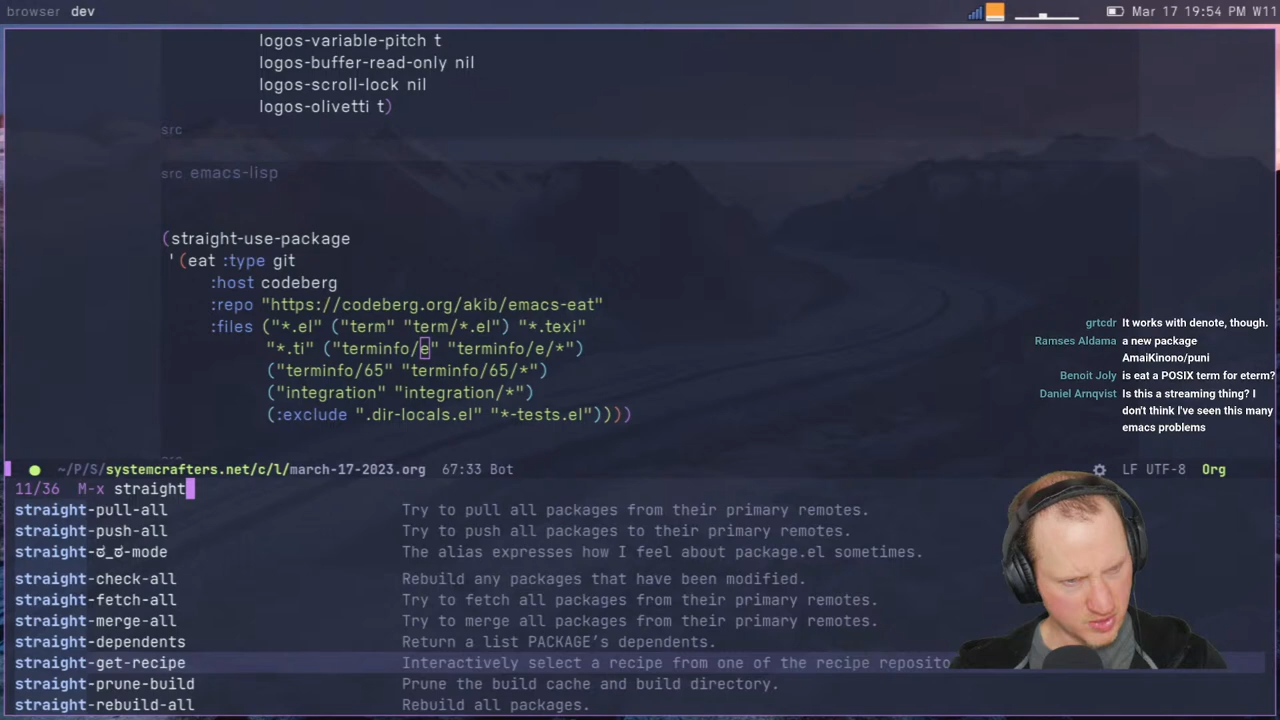 browser dev
Mar 17 19:54 PM W11
logos-variable-pitch t
logos-buffer-read-only nil
logos-scroll-lock nil
logos-olivetti t)
src
src emacs-lisp
(straight-use-package
'(eat :type git
:host codeberg
:repo "https://codeberg.org/akib/emacs-eat"
:files ("*.el" ("term" "term/*.el") "*.texi"
"*.ti" ("terminfo/e" "terminfo/e/*")
("terminfo/65" "terminfo/65/*")
("integration" "integration/*")
(:exclude ".dir-locals.el" "*-tests.el"))))
grtcdr It works with denote, though.
Ramses Aldama a new package
AmaiKinono/puni
Benoit Joly is eat a POSIX term for eterm?
Daniel Arnqvist Is this a streaming thing? I
don't think I've seen this many
emacs problems
~/P/S/systemcrafters.net/c/l/march-17-2023.org 67:33 Bot LF UTF-8 Org
11/36 M-x straight
straight-pull-all Try to pull all packages from their primary remotes.
straight-push-all Try to push all packages to their primary remotes.
straight-ಠ_ಠ-mode The alias expresses how I feel about package.el sometimes.
straight-check-all Rebuild any packages that have been modified.
straight-fetch-all Try to fetch all packages from their primary remotes.
straight-merge-all Try to merge all packages from their primary remotes.
straight-dependents Return a list PACKAGE’s dependents.
straight-get-recipe Interactively select a recipe from one of the recipe reposito
straight-prune-build Prune the build cache and build directory.
straight-rebuild-all Rebuild all packages.